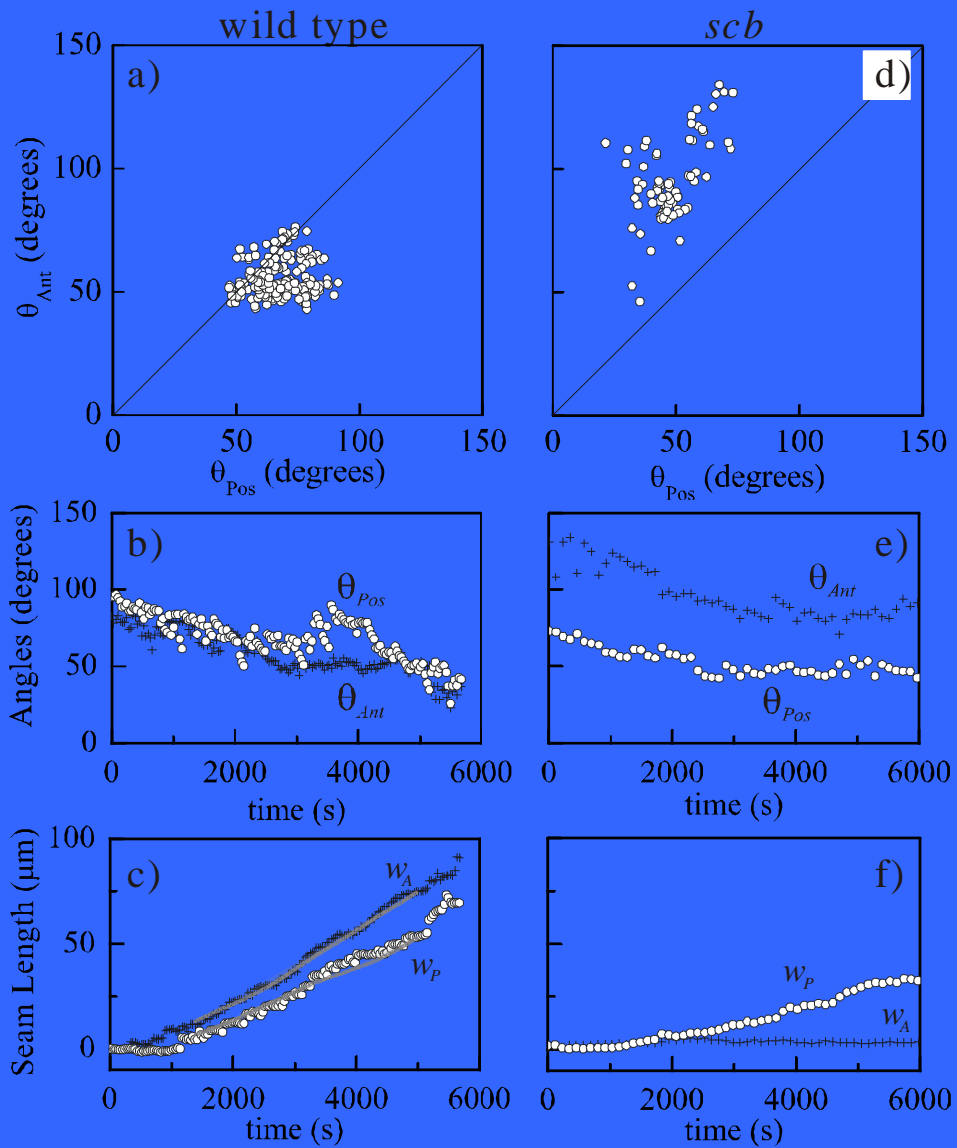 wild type
scb
150
100
50
0
a)
θAnt (degrees)
0 50 100 150
θPos (degrees)
d)
0 50 100 150
θPos (degrees)
150
100
50
0
Angles (degrees)
b)
θPos
θAnt
0 2000 4000 6000
time (s)
e)
θAnt
θPos
0 2000 4000 6000
time (s)
100
50
0
Seam Length (μm)
c)
wA
wP
0 2000 4000 6000
time (s)
f)
wP
wA
0 2000 4000 6000
time (s)